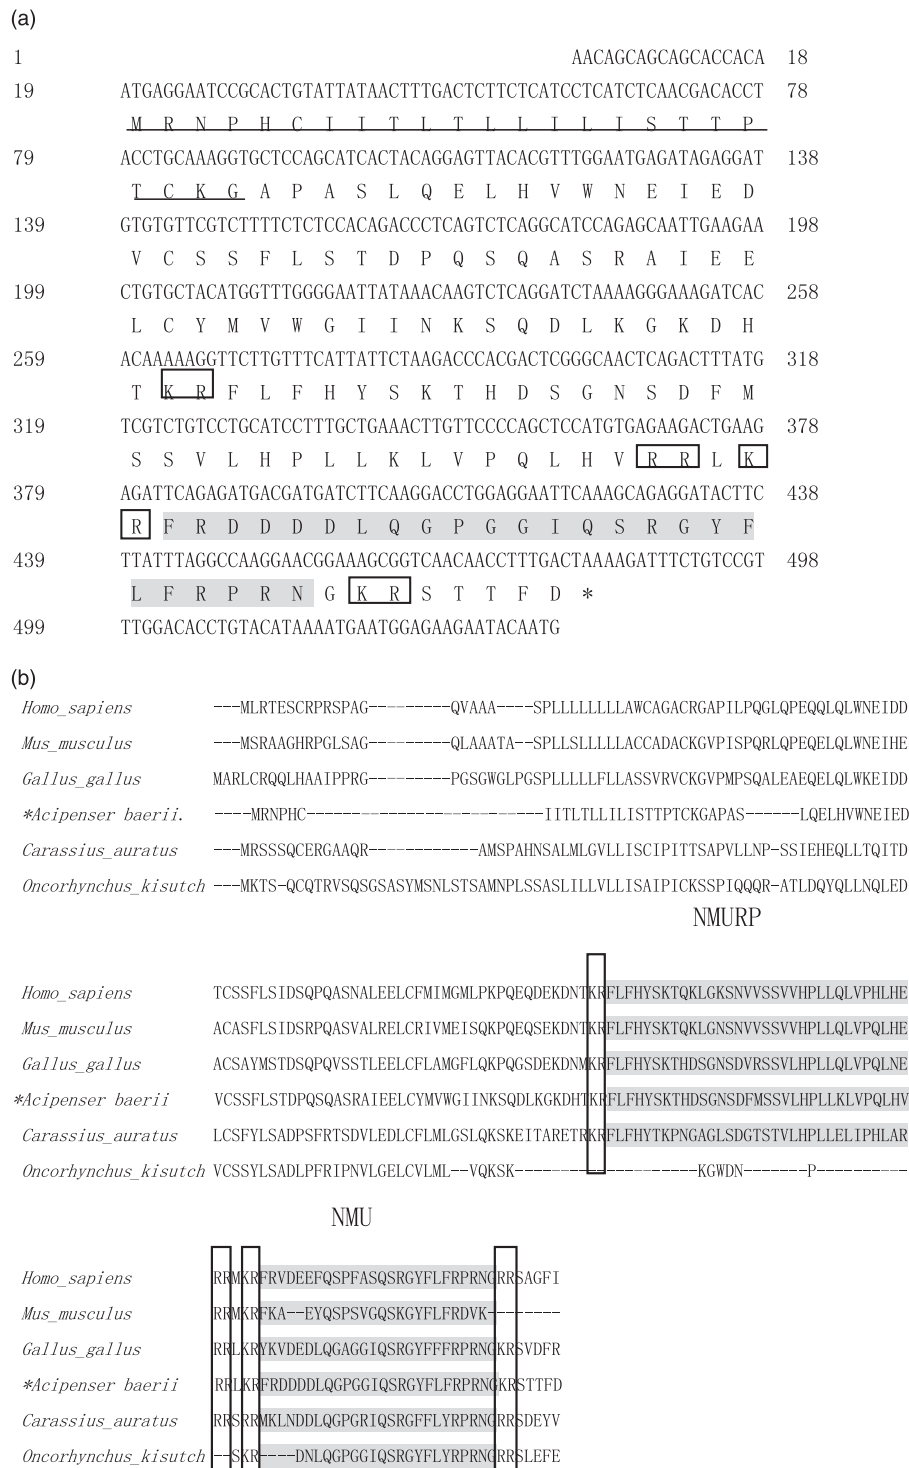 (a)
1 AACAGCAGCAGCACCACA 18
19 ATGAGGAATCCGCACTGTATTATAACTTTGACTCTTCTCATCCTCATCTCAACGACACCT 78
M R N P H C I I T L T L L I L I S T T P
79 ACCTGCAAAGGTGCTCCAGCATCACTACAGGAGTTACACGTTTGGAATGAGATAGAGGAT 138
T C K G A P A S L Q E L H V W N E I E D
139 GTGTGTTCGTCTTTTCTCTCCACAGACCCTCAGTCTCAGGCATCCAGAGCAATTGAAGAA 198
V C S S F L S T D P Q S Q A S R A I E E
199 CTGTGCTACATGGTTTGGGGAATTATAAACAAGTCTCAGGATCTAAAAGGGAAAGATCAC 258
L C Y M V W G I I N K S Q D L K G K D H
259 ACAAAAAGGTTCTTGTTTCATTATTCTAAGACCCACGACTCGGGCAACTCAGACTTTATG 318
T K R F L F H Y S K T H D S G N S D F M
319 TCGTCTGTCCTGCATCCTTTGCTGAAACTTGTTCCCCAGCTCCATGTGAGAAGACTGAAG 378
S S V L H P L L K L V P Q L H V R R L K
379 AGATTCAGAGATGACGATGATCTTCAAGGACCTGGAGGAATTCAAAGCAGAGGATACTTC 438
R F R D D D D L Q G P G G I Q S R G Y F
439 TTATTTAGGCCAAGGAACGGAAAGCGGTCAACAACCTTTGACTAAAAGATTTCTGTCCGT 498
L F R P R N G K R S T T F D *
499 TTGGACACCTGTACATAAAATGAATGGAGAAGAATACAATG
(b)
Homo_sapiens ---MLRTESCRPRSPAG---------QVAAA----SPLLLLLLLLAWCAGACRGAPILPQGLQPEQQLQLWNEIDD
Mus_musculus ---MSRAAGHRPGLSAG---------QLAAATA--SPLLSLLLLLACCADACKGVPISPQRLQPEQELQLWNEIHE
Gallus_gallus MARLCRQQLHAAIPPRG---------PGSGWGLPGSPLLLLLFLLASSVRVCKGVPMPSQALEAEQELQLWKEIDD
*Acipenser baerii. ----MRNPHC--------------------------IITLTLLILISTTPTCKGAPAS------LQELHVWNEIED
Carassius_auratus ---MRSSSQCERGAAQR------------AMSPAHNSALMLGVLLISCIPITTSAPVLLNP-SSIEHEQLLTQITD
Oncorhynchus_kisutch ---MKTS-QCQTRVSQSGSASYMSNLSTSAMNPLSSASLILLVLLISAIPICKSSPIQQQR-ATLDQYQLLNQLED
NMURP
Homo_sapiens TCSSFLSIDSQPQASNALEELCFMIMGMLPKPQEQDEKDNTKRFLFHYSKTQKLGKSNVVSSVVHPLLQLVPHLHE
Mus_musculus ACASFLSIDSRPQASVALRELCRIVMEISQKPQEQSEKDNTKRFLFHYSKTQKLGNSNVVSSVVHPLLQLVPQLHE
Gallus_gallus ACSAYMSTDSQPQVSSTLEELCFLAMGFLQKPQGSDEKDNMKRFLFHYSKTHDSGNSDVRSSVLHPLLQLVPQLNE
*Acipenser baerii VCSSFLSTDPQSQASRAIEELCYMVWGIINKSQDLKGKDHTKRFLFHYSKTHDSGNSDFMSSVLHPLLKLVPQLHV
Carassius_auratus LCSFYLSADPSFRTSDVLEDLCFLMLGSLQKSKEITARETRKRFLFHYTKPNGAGLSDGTSTVLHPLLELIPHLAR
Oncorhynchus_kisutch VCSSYLSADLPFRIPNVLGELCVLML--VQKSK--------------------KGWDN-------P----------
NMU
Homo_sapiens RRMKRFRVDEEFQSPFASQSRGYFLFRPRNGRRSAGFI
Mus_musculus RRMKRFKA--EYQSPSVGQSKGYFLFRDVK--------
Gallus_gallus RRLKRYKVDEDLQGAGGIQSRGYFFFRPRNGKRSVDFR
*Acipenser baerii RRLKRFRDDDDLQGPGGIQSRGYFLFRPRNGKRSTTFD
Carassius_auratus RRSRRMKLNDDLQGPGRIQSRGFFLYRPRNGRRSDEYV
Oncorhynchus_kisutch --SKR----DNLQGPGGIQSRGYFLYRPRNGRRSLEFE